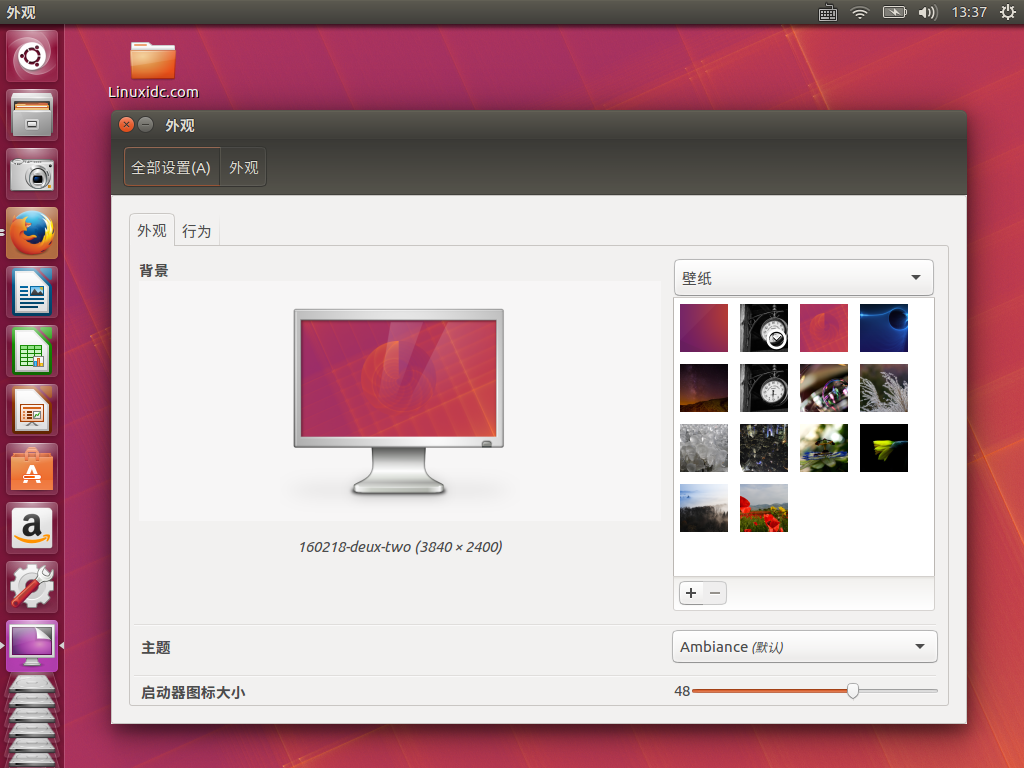 外观
13:37
Linuxidc.com
外观
全部设置(A) 外观
外观 行为
背景
壁纸
160218-deux-two (3840 × 2400)
主题
Ambiance (默认)
启动器图标大小
48